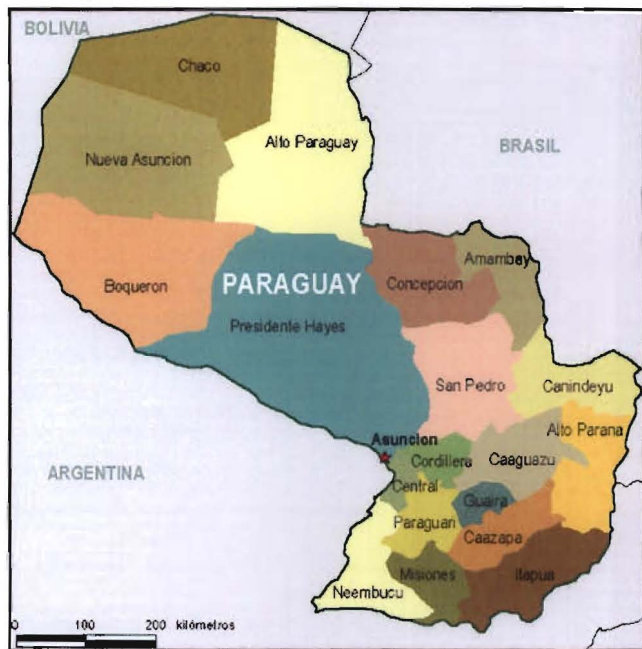 BOLIVIA
Chaco
Nueva Asuncion
Alto Paraguay
BRASIL
Boqueron
PARAGUAY
Presidente Hayes
Concepcion
Amambay
San Pedro
Canindeyu
Asuncion
Cordillera
Caaguazu
Alto Parana
ARGENTINA
Central
Guaira
Paraguari
Caazapa
Misiones
Itapua
Neembucu
0 100 200 kilómetros